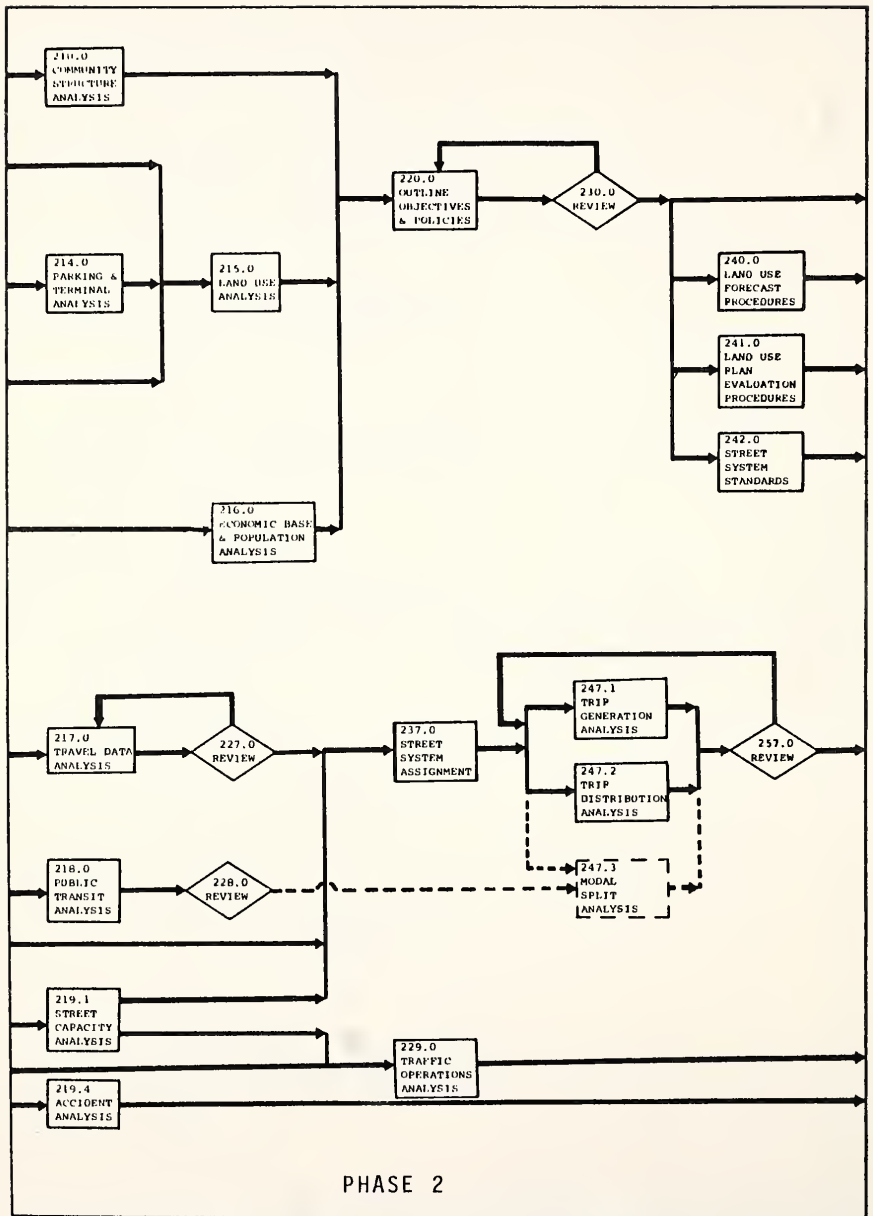 210.0
COMMUNITY
STRUCTURE
ANALYSIS
220.0
OUTLINE
OBJECTIVES
& POLICIES
230.0
REVIEW
214.0
PARKING &
TERMINAL
ANALYSIS
215.0
LAND USE
ANALYSIS
240.0
LAND USE
FORECAST
PROCEDURES
241.0
LAND USE
PLAN
EVALUATION
PROCEDURES
242.0
STREET
SYSTEM
STANDARDS
216.0
ECONOMIC BASE
& POPULATION
ANALYSIS
217.0
TRAVEL DATA
ANALYSIS
227.0
REVIEW
237.0
STREET
SYSTEM
ASSIGNMENT
247.1
TRIP
GENERATION
ANALYSIS
247.2
TRIP
DISTRIBUTION
ANALYSIS
257.0
REVIEW
218.0
PUBLIC
TRANSIT
ANALYSIS
228.0
REVIEW
247.3
MODAL
SPLIT
ANALYSIS
219.1
STREET
CAPACITY
ANALYSIS
229.0
TRAFFIC
OPERATIONS
ANALYSIS
219.4
ACCIDENT
ANALYSIS
PHASE 2